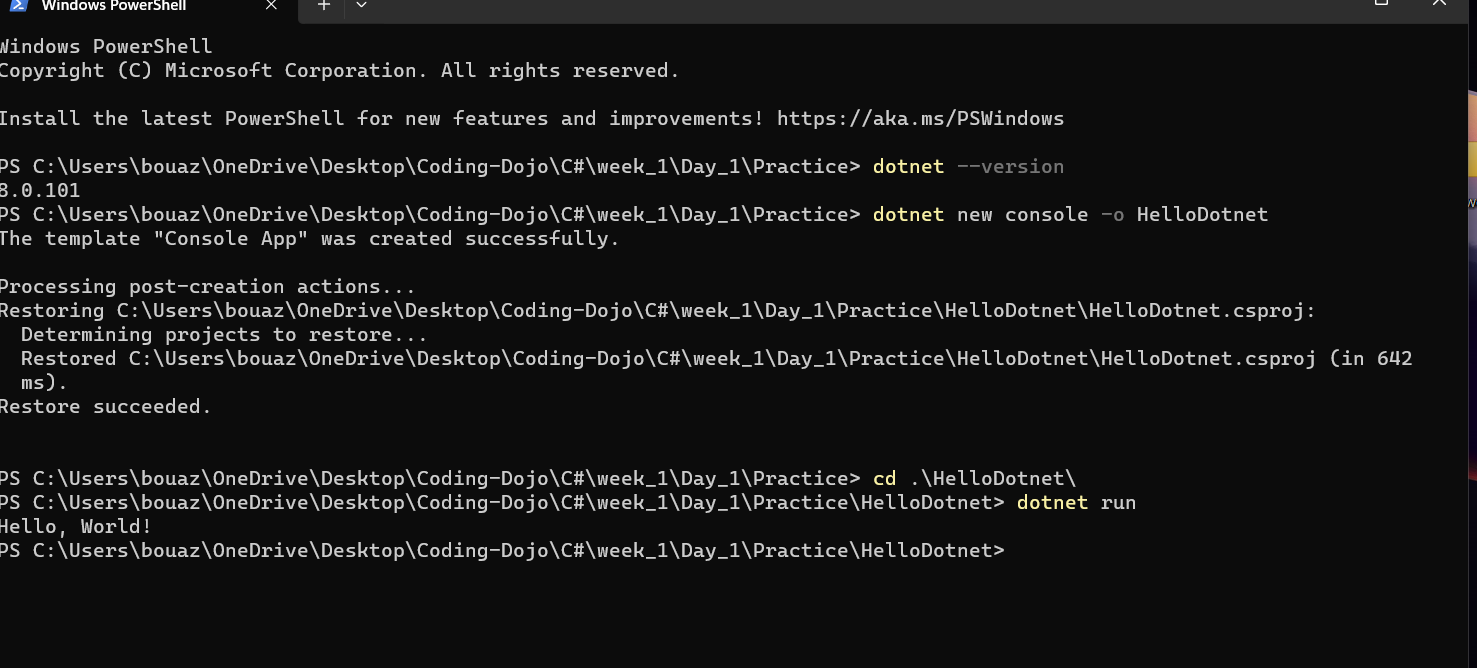 Windows PowerShell
Windows PowerShell
Copyright (C) Microsoft Corporation. All rights reserved.
Install the latest PowerShell for new features and improvements! https://aka.ms/PSWindows
PS C:\Users\bouaz\OneDrive\Desktop\Coding-Dojo\C#\week_1\Day_1\Practice> dotnet --version
8.0.101
PS C:\Users\bouaz\OneDrive\Desktop\Coding-Dojo\C#\week_1\Day_1\Practice> dotnet new console -o HelloDotnet
The template "Console App" was created successfully.
Processing post-creation actions...
Restoring C:\Users\bouaz\OneDrive\Desktop\Coding-Dojo\C#\week_1\Day_1\Practice\HelloDotnet\HelloDotnet.csproj:
Determining projects to restore...
Restored C:\Users\bouaz\OneDrive\Desktop\Coding-Dojo\C#\week_1\Day_1\Practice\HelloDotnet\HelloDotnet.csproj (in 642
ms).
Restore succeeded.
PS C:\Users\bouaz\OneDrive\Desktop\Coding-Dojo\C#\week_1\Day_1\Practice> cd .\HelloDotnet\
PS C:\Users\bouaz\OneDrive\Desktop\Coding-Dojo\C#\week_1\Day_1\Practice\HelloDotnet> dotnet run
Hello, World!
PS C:\Users\bouaz\OneDrive\Desktop\Coding-Dojo\C#\week_1\Day_1\Practice\HelloDotnet>